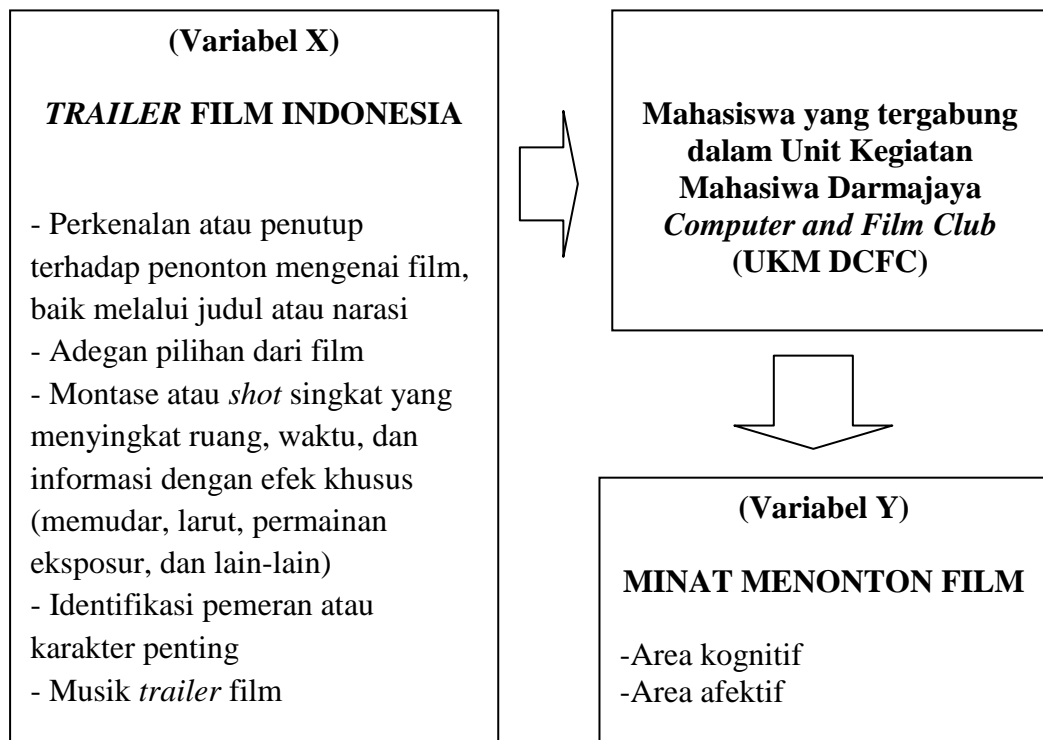 (Variabel X)
TRAILER FILM INDONESIA
- Perkenalan atau penutup
terhadap penonton mengenai film,
baik melalui judul atau narasi
- Adegan pilihan dari film
- Montase atau shot singkat yang
menyingkat ruang, waktu, dan
informasi dengan efek khusus
(memudar, larut, permainan
eksposur, dan lain-lain)
- Identifikasi pemeran atau
karakter penting
- Musik trailer film
Mahasiswa yang tergabung
dalam Unit Kegiatan
Mahasiwa Darmajaya
Computer and Film Club
(UKM DCFC)
(Variabel Y)
MINAT MENONTON FILM
-Area kognitif
-Area afektif